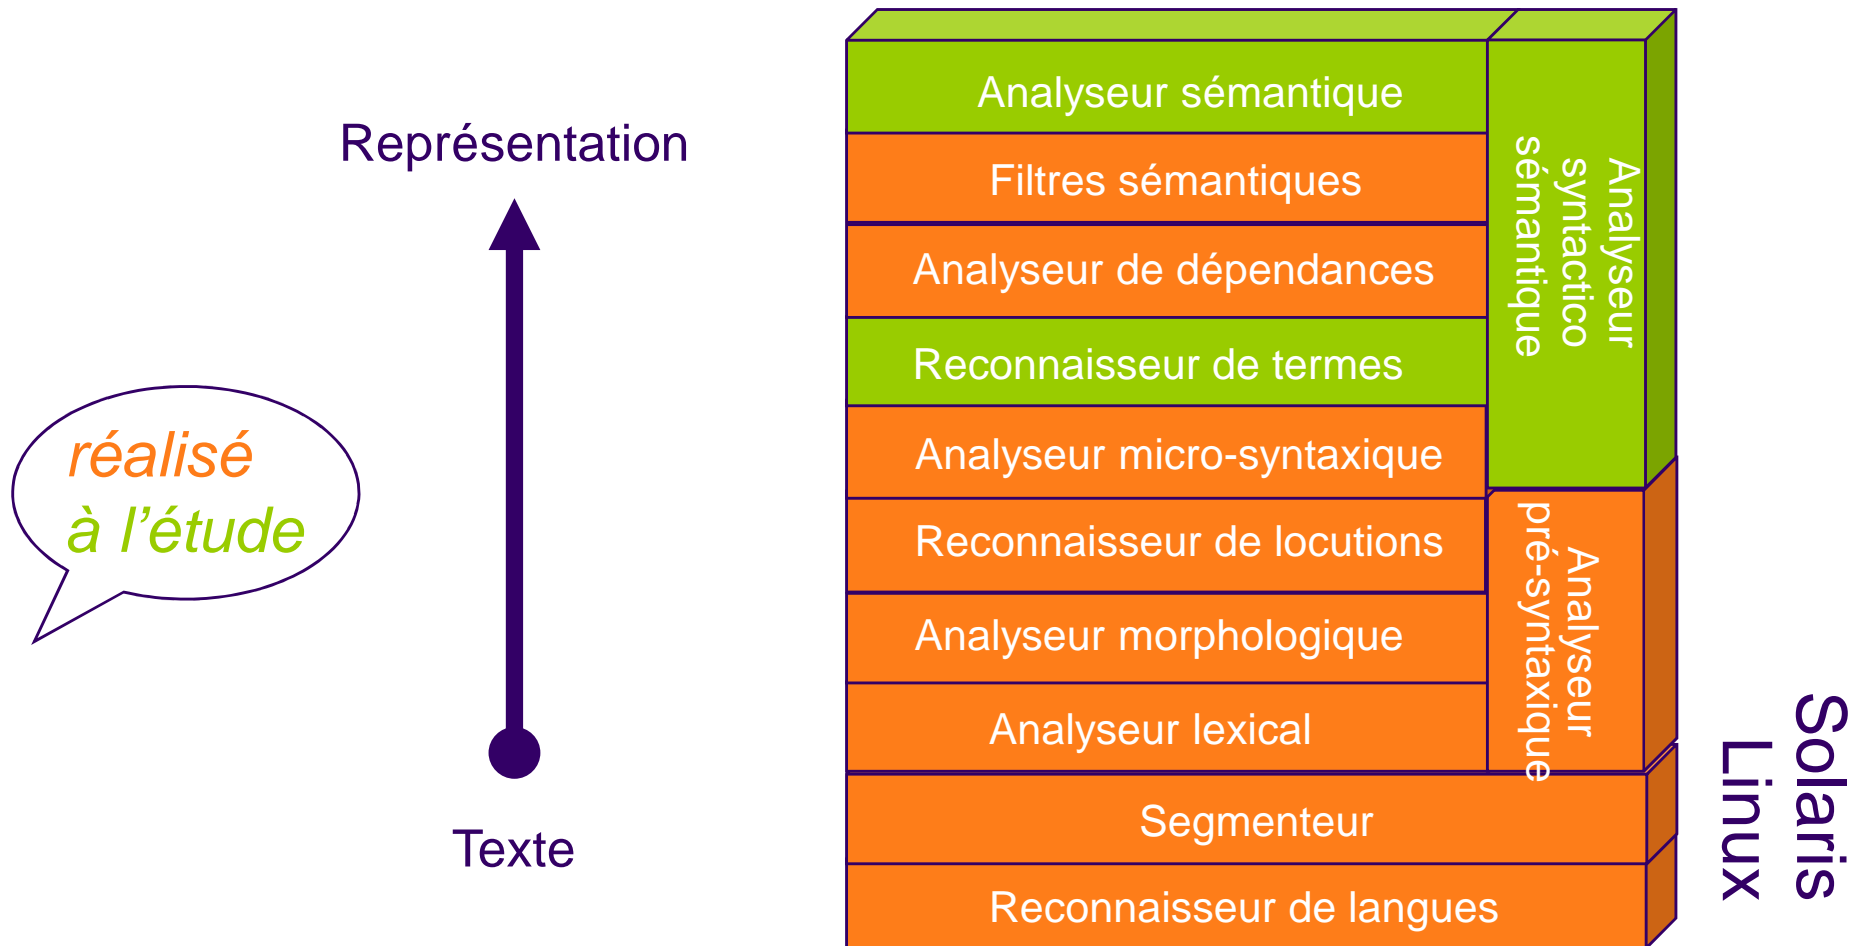 Représentation
Texte
réalisé
à l’étude
Analyseur sémantique
Filtres sémantiques
Analyseur de dépendances
Reconnaisseur de termes
Analyseur micro-syntaxique
Reconnaisseur de locutions
Analyseur morphologique
Analyseur lexical
Segmenteur
Reconnaisseur de langues
Analyseur
syntactico
sémantique
Analyseur
pré-syntaxique
Solaris
Linux